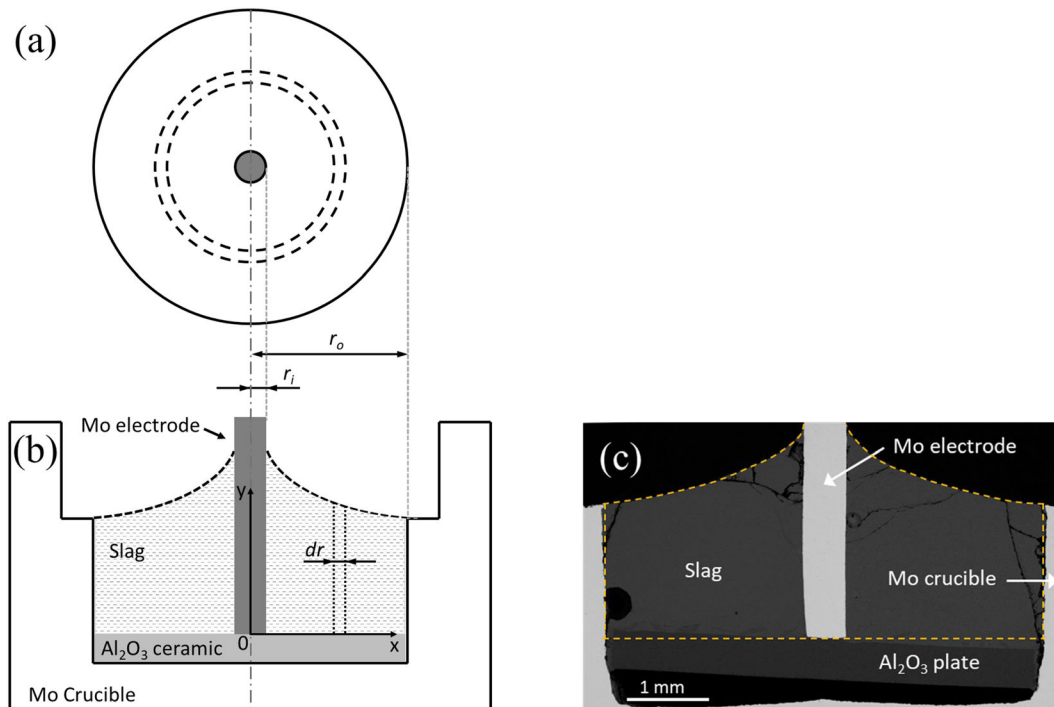 (a)
r_o
r_i
Mo electrode
(b)
y
Slag
dr
0
x
Al₂O₃ ceramic
Mo Crucible
(c)
Mo electrode
Slag
Mo crucible
Al₂O₃ plate
1 mm